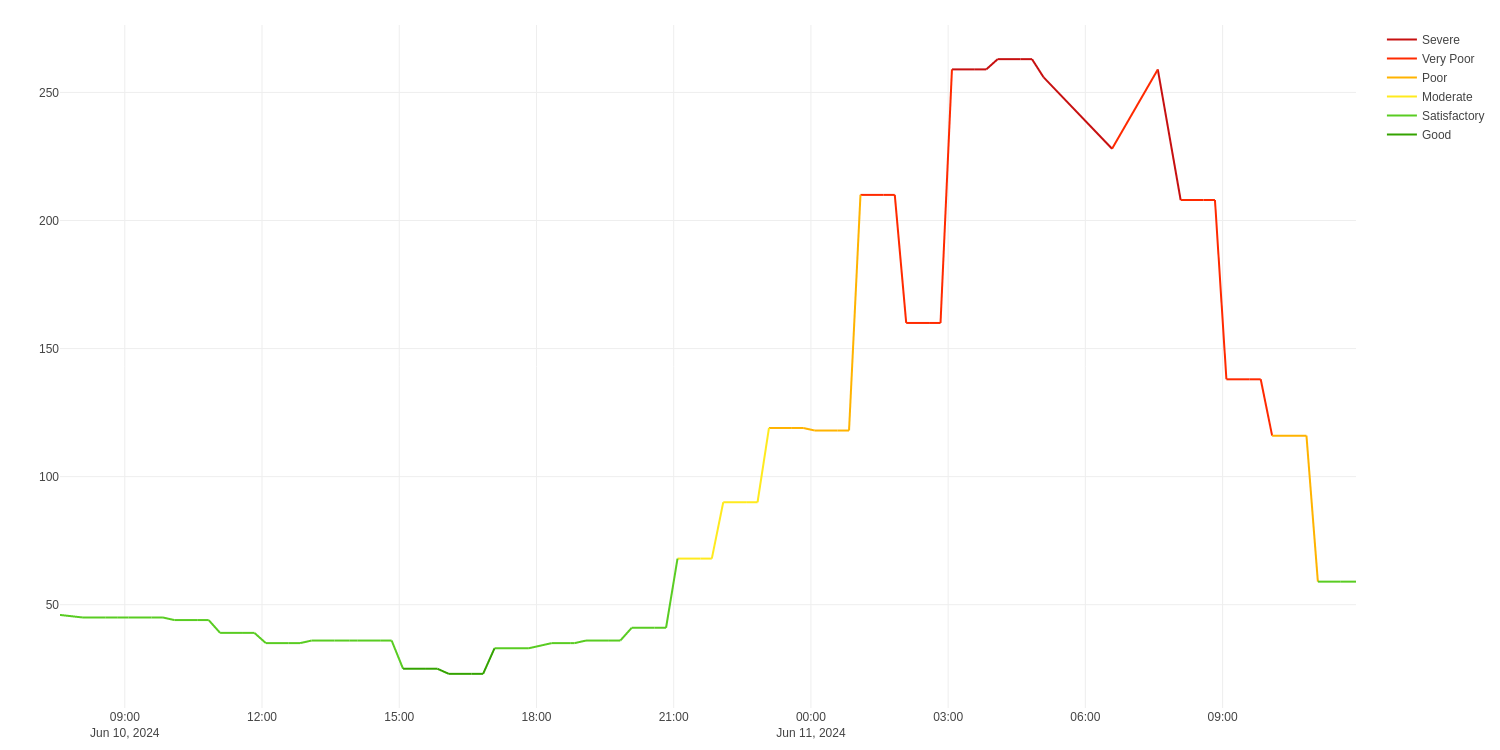 250
200
150
100
50
09:00
12:00
15:00
18:00
21:00
00:00
03:00
06:00
09:00
Jun 10, 2024
Jun 11, 2024
Severe
Very Poor
Poor
Moderate
Satisfactory
Good